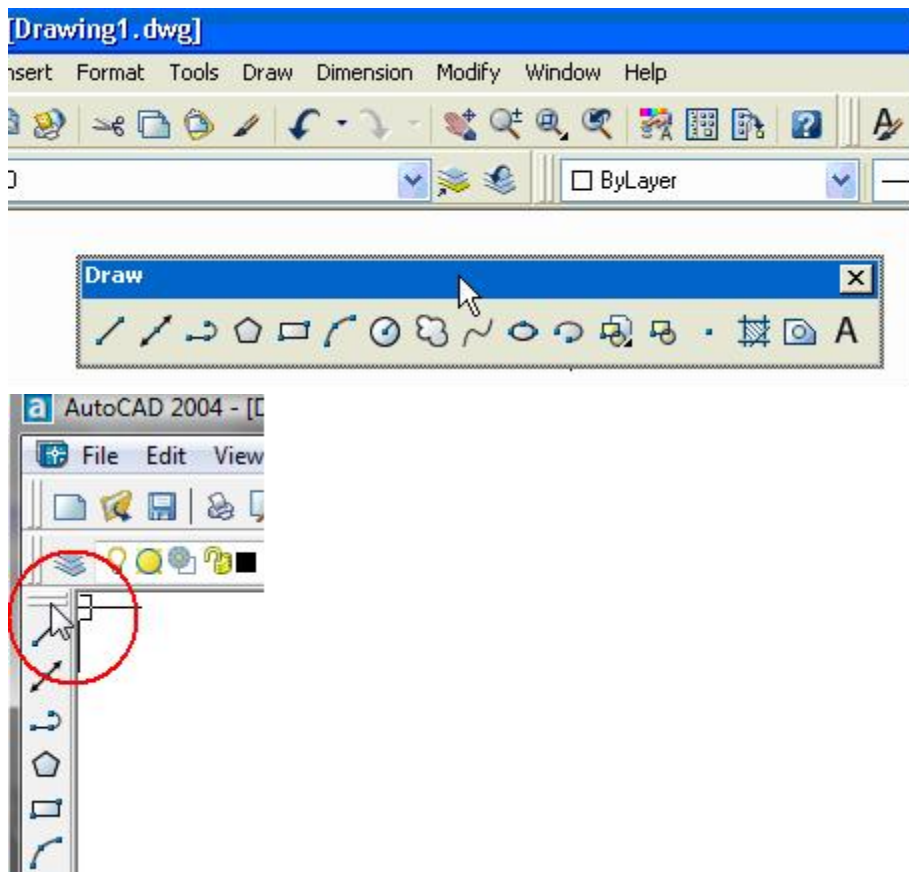 [Drawing1.dwg]
nsert Format Tools Draw Dimension Modify Window Help
ByLayer
Draw
A
a AutoCAD 2004 - [D
File Edit View